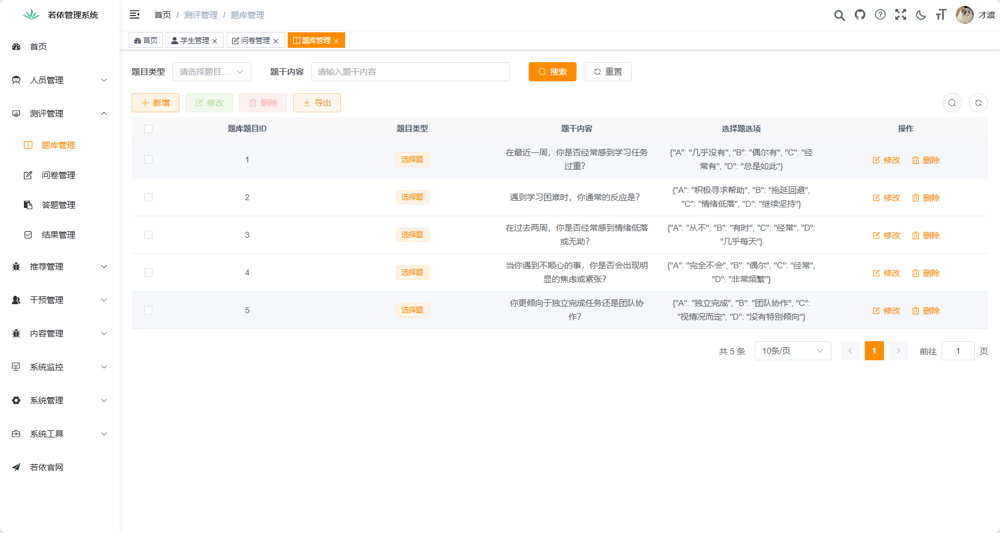 若依管理系统
首页 / 测评管理 / 题库管理
才渡
首页
学生管理
问卷管理
题库管理
首页
人员管理
测评管理
题库管理
问卷管理
答题管理
结果管理
推荐管理
干预管理
内容管理
系统监控
系统管理
系统工具
若依官网
题目类型 请选择题目... 题干内容 请输入题干内容 搜索 重置
新增 修改 删除 导出
题库题目ID 题目类型 题干内容 选择题选项 操作
1 选择题
在最近一周，你是否经常感到学习任务
过重？
{"A": "几乎没有", "B": "偶尔有", "C": "经
常有", "D": "总是如此"}
修改 删除
2 选择题
遇到学习困难时，你通常的反应是？
{"A": "积极寻求帮助", "B": "拖延回避",
"C": "情绪低落", "D": "继续坚持"}
修改 删除
3 选择题
在过去两周，你是否经常感到情绪低落
或无助？
{"A": "从不", "B": "有时", "C": "经常", "D":
"几乎每天"}
修改 删除
4 选择题
当你遇到不顺心的事，你是否会出现明
显的焦虑或紧张？
{"A": "完全不会", "B": "偶尔", "C": "经常",
"D": "非常频繁"}
修改 删除
5 选择题
你更倾向于独立完成任务还是团队协
作？
{"A": "独立完成", "B": "团队协作", "C":
"视情况而定", "D": "没有特别倾向"}
修改 删除
共 5 条 10条/页 1 前往 1 页